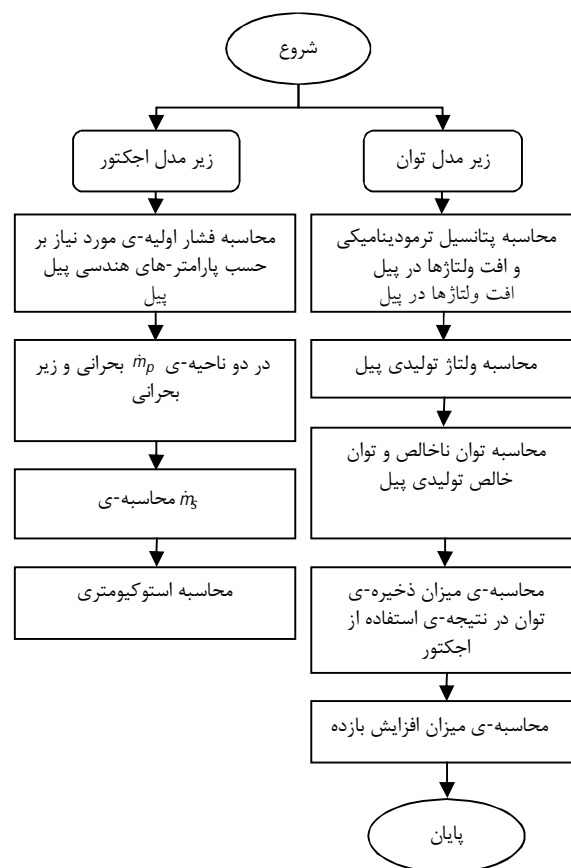 شروع
زیر مدل توان
زیر مدل اجکتور
محاسبه پتانسیل ترمودینامیکی
و افت ولتاژها در پیل
افت ولتاژها در پیل
محاسبه فشار اولیه-ی مورد نیاز بر
حسب پارامتر-های هندسی پیل
پیل
محاسبه ولتاژ تولیدی پیل
در دو ناحیه-ی ṁp بحرانی و زیر
بحرانی
محاسبه توان ناخالص و توان
خالص تولیدی پیل
ṁs محاسبه-ی
محاسبه-ی میزان ذخیره-ی
توان در نتیجه-ی استفاده از
اجکتور
محاسبه استوکیومتری
محاسبه-ی میزان افزایش بازده
پایان